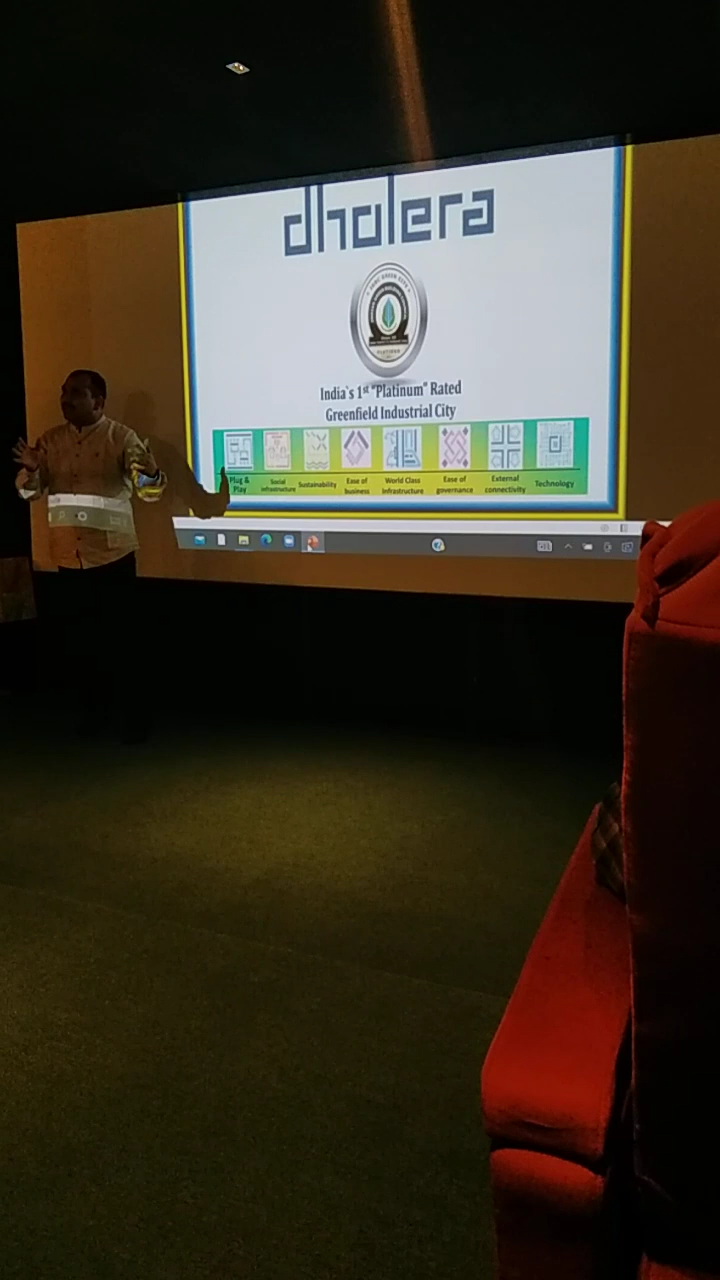 dholera
PLATINUM
India's 1st "Platinum" Rated
Greenfield Industrial City
Plug & Play
Social Infrastructure
Sustainability
Ease of business
World Class Infrastructure
Ease of governance
External connectivity
Technology